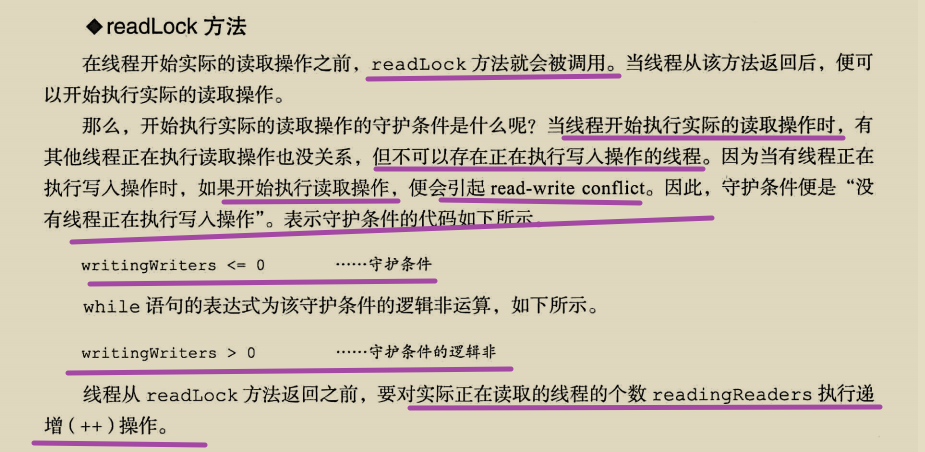 ◆readLock 方法
在线程开始实际的读取操作之前，readLock 方法就会被调用。当线程从该方法返回后，便可
以开始执行实际的读取操作。
那么，开始执行实际的读取操作的守护条件是什么呢？当线程开始执行实际的读取操作时，有
其他线程正在执行读取操作也没关系，但不可以存在正在执行写入操作的线程。因为当有线程正在
执行写入操作时，如果开始执行读取操作，便会引起 read-write conflict。因此，守护条件便是“没
有线程正在执行写入操作”。表示守护条件的代码如下所示。
writingWriters <= 0 ……守护条件
while 语句的表达式为该守护条件的逻辑非运算，如下所示。
writingWriters > 0 ……守护条件的逻辑非
线程从 readLock 方法返回之前，要对实际正在读取的线程的个数 readingReaders 执行递
增（++）操作。